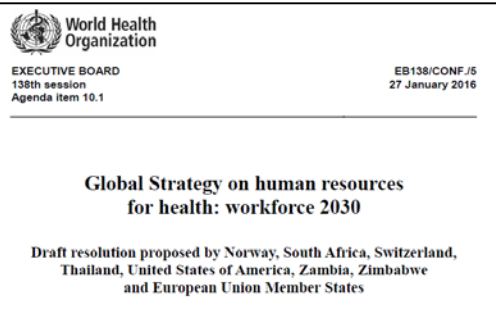 World Health
Organization
EXECUTIVE BOARD
138th session
Agenda item 10.1
EB138/CONF./5
27 January 2016
Global Strategy on human resources
for health: workforce 2030
Draft resolution proposed by Norway, South Africa, Switzerland,
Thailand, United States of America, Zambia, Zimbabwe
and European Union Member States